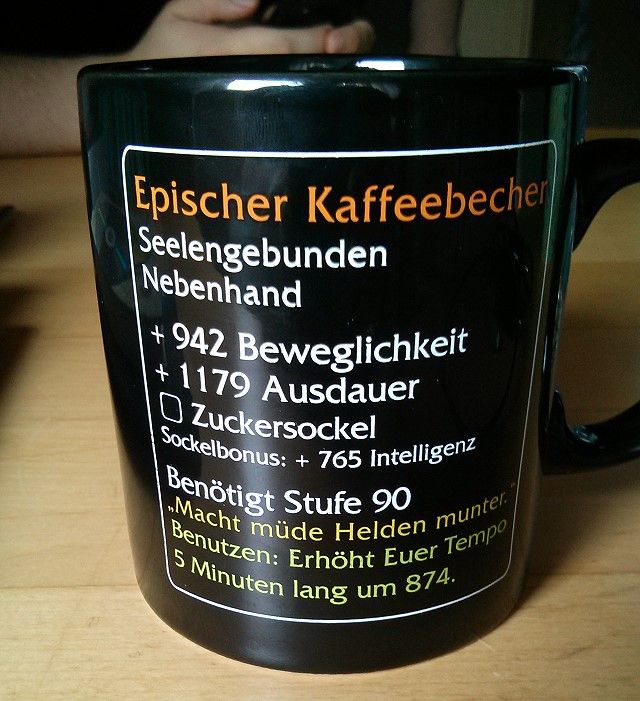 Epischer Kaffeebecher
Seelengebunden
Nebenhand
+ 942 Beweglichkeit
+ 1179 Ausdauer
Zuckersockel
Sockelbonus: + 765 Intelligenz
Benötigt Stufe 90
„Macht müde Helden munter.“
Benutzen: Erhöht Euer Tempo
5 Minuten lang um 874.